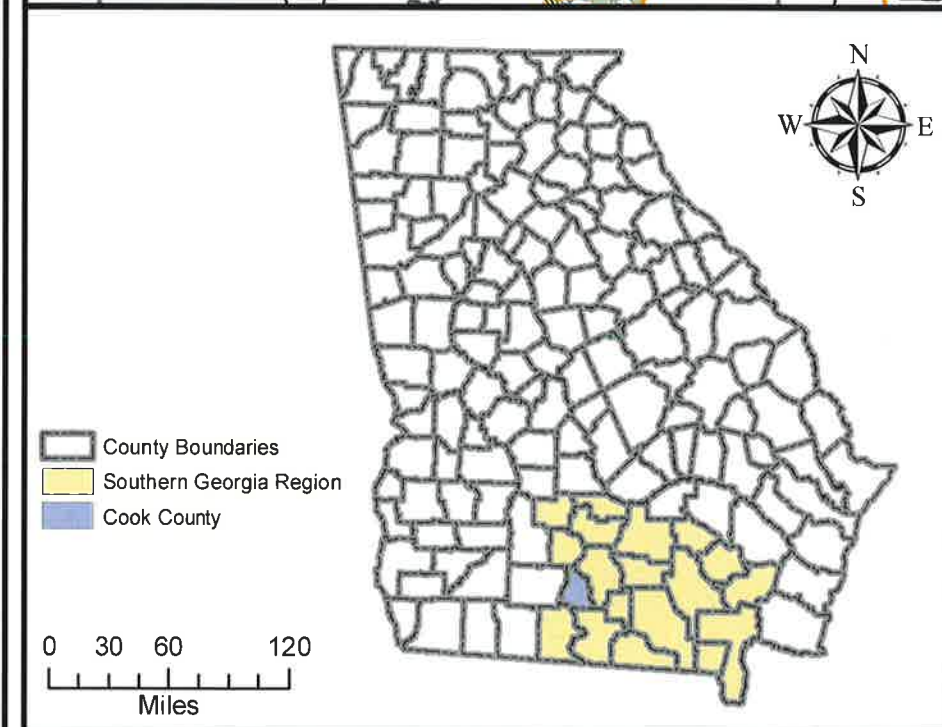 N
W E
S
County Boundaries
Southern Georgia Region
Cook County
0 30 60 120
Miles